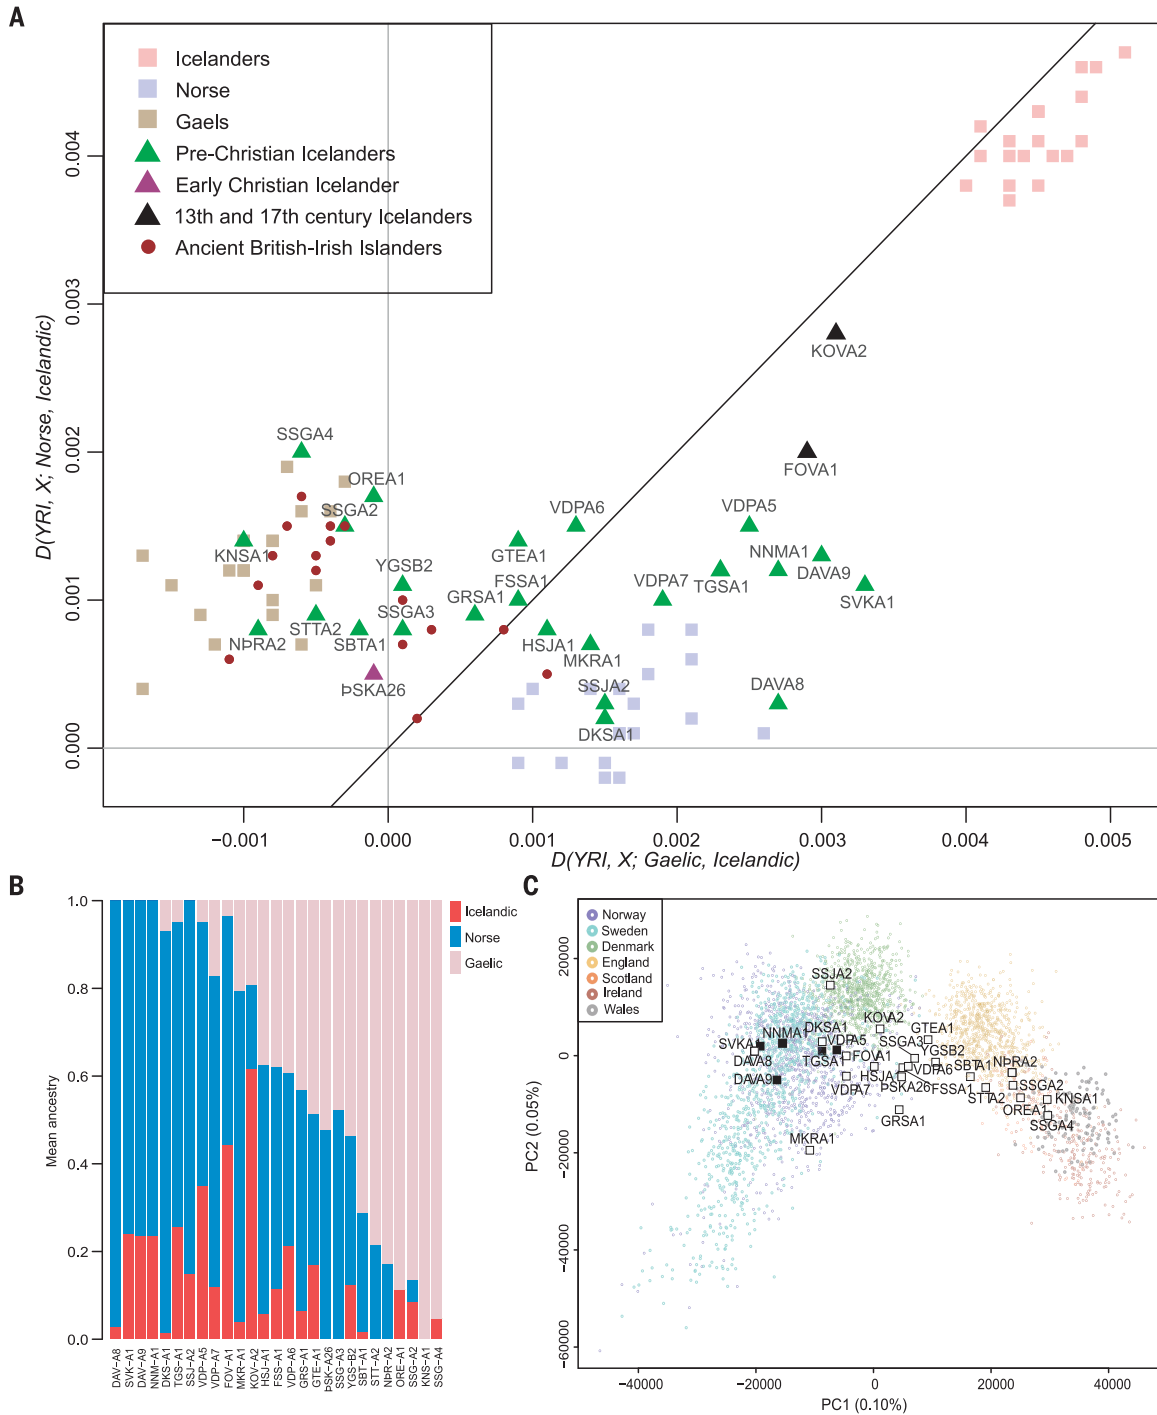 A
Icelanders
Norse
Gaels
Pre-Christian Icelanders
Early Christian Icelander
13th and 17th century Icelanders
Ancient British-Irish Islanders
D(YRI, X; Norse, Icelandic)
0.004
0.003
0.002
0.001
0.000
KOVA2
FOVA1
SSGA4
OREA1
SSGA2
KNSA1
VDPA6
GTEA1
VDPA5
NNMA1
DAVA9
TGSA1
SVKA1
VDPA7
YGSB2
FSSA1
GRSA1
SSGA3
NÞRA2
STTA2
SBTA1
HSJA1
MKRA1
ÞSKA26
SSJA2
DKSA1
DAVA8
−0.001
0.000
0.001
0.002
0.003
0.004
0.005
D(YRI, X; Gaelic, Icelandic)
B
Mean ancestry
1.0
0.8
0.6
0.4
0.2
0.0
Icelandic
Norse
Gaelic
DAV−A8
SVK−A1
DAV−A9
NNM−A1
DKS−A1
TGS−A1
SSJ−A2
VDP−A5
VDP−A7
FOV−A1
MKR−A1
KOV−A2
HSJ−A1
FSS−A1
VDP−A6
GRS−A1
GTE−A1
ÞSK−A26
SSG−A3
YGS−B2
SBT−A1
STT−A2
NÞR−A2
ORE−A1
SSG−A2
KNS−A1
SSG−A4
C
Norway
Sweden
Denmark
England
Scotland
Ireland
Wales
PC2 (0.05%)
20000
0
−20000
−40000
−60000
SSJA2
KOVA2
DKSA1
GTEA1
NNMA1
SVKA1
VDPA5
SSGA3
YGSB2
DAVA8
TGSA1
FOVA1
SBTA1
NÞRA2
DAVA9
HSJA1
VDPA6
VDPA7
ÞSKA26
FSSA1
SSGA2
STTA2
KNSA1
OREA1
GRSA1
SSGA4
MKRA1
−40000
−20000
0
20000
40000
PC1 (0.10%)